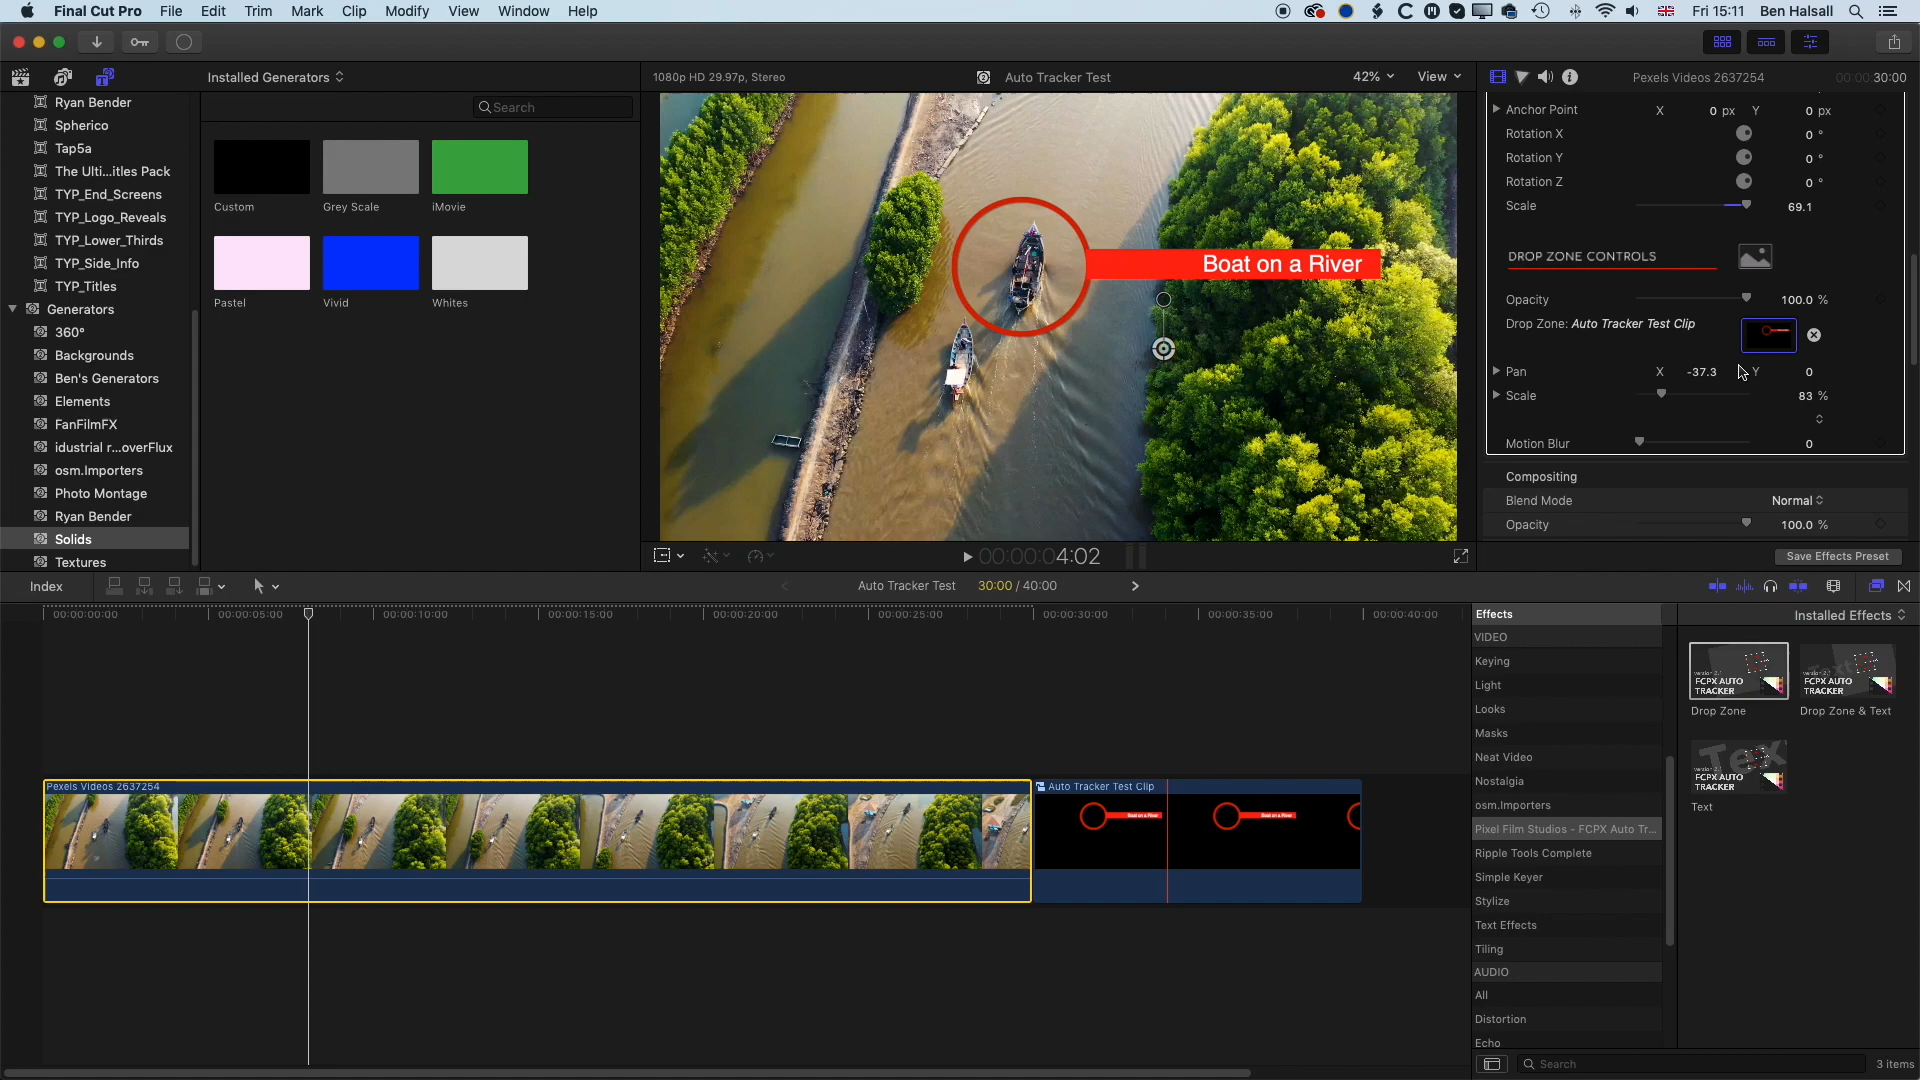 Final Cut Pro File Edit Trim Mark Clip Modify View Window Help Fri 15:11 Ben Halsall
Installed Generators
1080p HD 29.97p, Stereo Auto Tracker Test 42% View
Pexels Videos 2637254 00:00:30:00
Search
Ryan Bender
Spherico
Tap5a
The Ulti...itles Pack
TYP_End_Screens
TYP_Logo_Reveals
TYP_Lower_Thirds
TYP_Side_Info
TYP_Titles
Generators
360°
Backgrounds
Ben's Generators
Elements
FanFilmFX
idustrial r...overFlux
osm.Importers
Photo Montage
Ryan Bender
Solids
Textures
Custom Grey Scale iMovie
Pastel Vivid Whites
Boat on a River
Anchor Point X 0 px Y 0 px
Rotation X 0 °
Rotation Y 0 °
Rotation Z 0 °
Scale 69.1
DROP ZONE CONTROLS
Opacity 100.0 %
Drop Zone: Auto Tracker Test Clip
Pan X -37.3 Y 0
Scale 83 %
Motion Blur 0
Compositing
Blend Mode Normal
Opacity 100.0 %
Save Effects Preset
00:00:04:02
Index
Auto Tracker Test 30:00 / 40:00
00:00:00:00 00:00:05:00 00:00:10:00 00:00:15:00 00:00:20:00 00:00:25:00 00:00:30:00 00:00:35:00 00:00:40:00
Pexels Videos 2637254 Auto Tracker Test Clip
Boat on a River Boat on a River
Effects
Installed Effects
VIDEO
Keying
Light
Looks
Masks
Neat Video
Nostalgia
osm.Importers
Pixel Film Studios - FCPX Auto Tr...
Ripple Tools Complete
Simple Keyer
Stylize
Text Effects
Tiling
AUDIO
All
Distortion
Echo
FCPX AUTO
TRACKER
Drop Zone
FCPX AUTO
TRACKER
Drop Zone & Text
FCPX AUTO
TRACKER
Text
Search
3 items